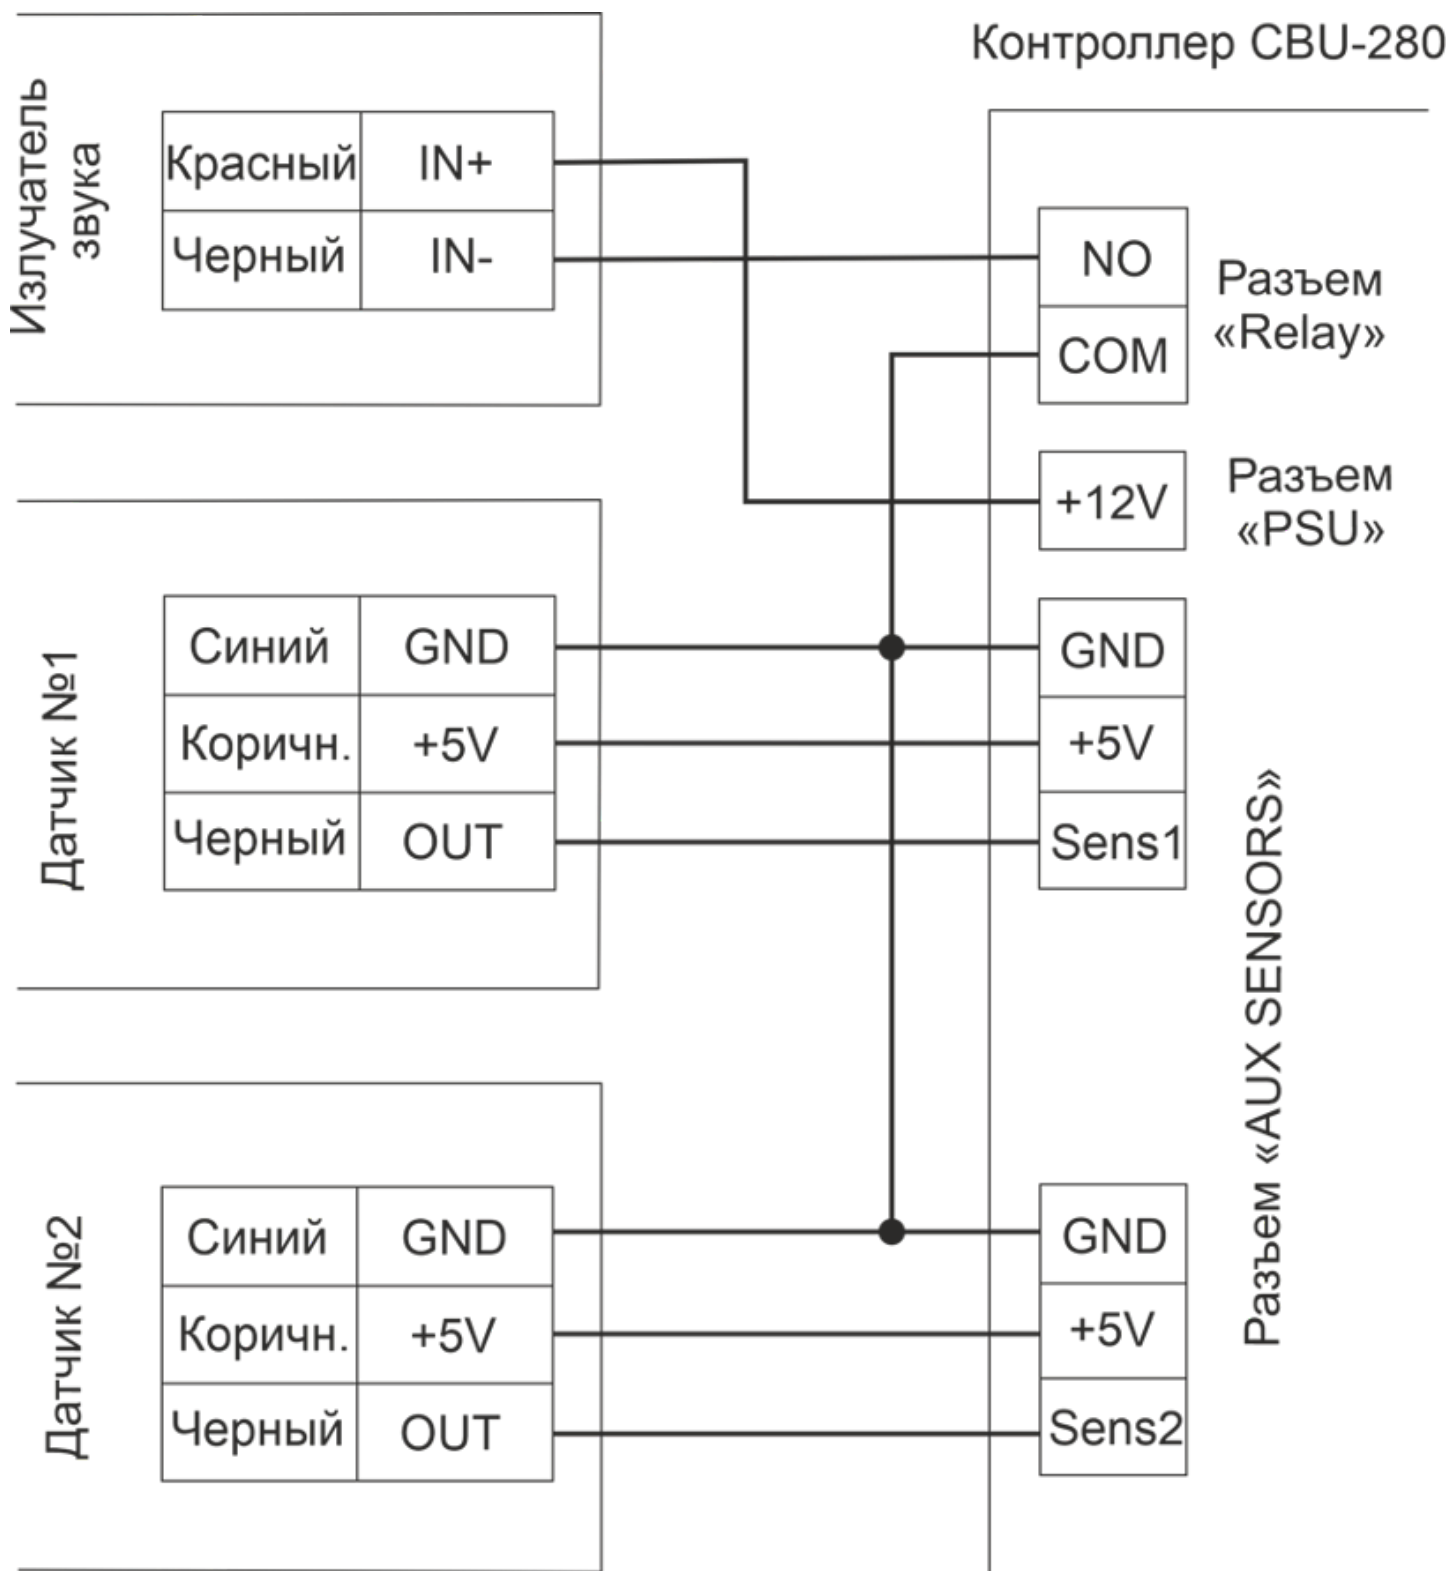 Контроллер CBU-280
Излучатель
звука
Красный IN+
Черный IN-
NO
COM
Разъем
«Relay»
+12V
Разъем
«PSU»
Датчик №1
Синий GND
Коричн. +5V
Черный OUT
GND
+5V
Sens1
Разъем «AUX SENSORS»
Датчик №2
Синий GND
Коричн. +5V
Черный OUT
GND
+5V
Sens2